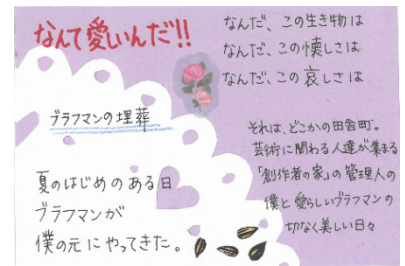 なんて愛しいんだ!!
なんだ、この生き物は
なんだ、この懐しさは
なんだ、この哀しさは
ブラフマンの埋葬
夏のはじめのある日
ブラフマンが
僕の元にやってきた。
それは、どこかの田舎町。
芸術に関わる人達が集まる
「創作者の家」の管理人の
僕と愛らしいブラフマンの
切なく美しい日々